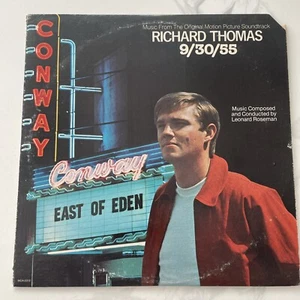 Music From The Original Motion Picture Soundtrack
RICHARD THOMAS
9/30/55
CONWAY
Music Composed
and Conducted by
Leonard Roseman
Conway
EAST OF EDEN